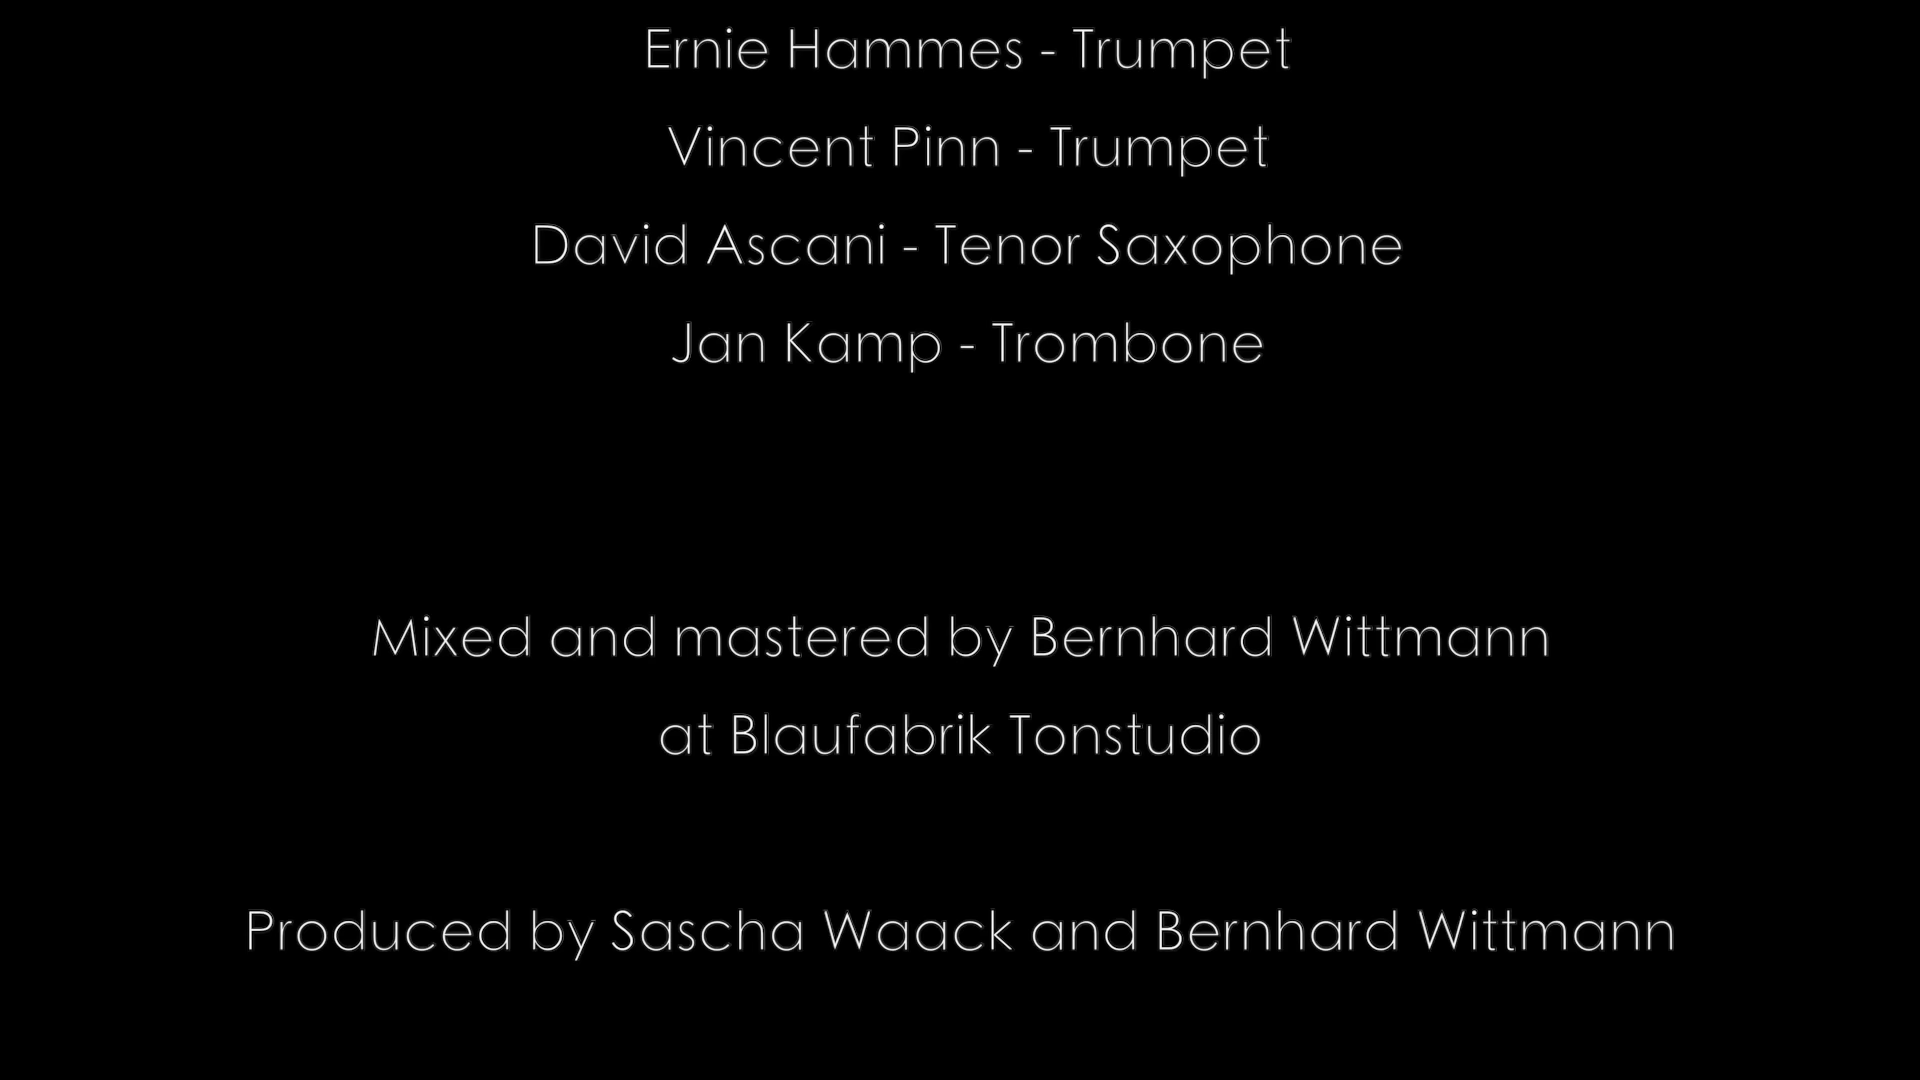 Ernie Hammes - Trumpet
Vincent Pinn - Trumpet
David Ascani - Tenor Saxophone
Jan Kamp - Trombone
Mixed and mastered by Bernhard Wittmann
at Blaufabrik Tonstudio
Produced by Sascha Waack and Bernhard Wittmann